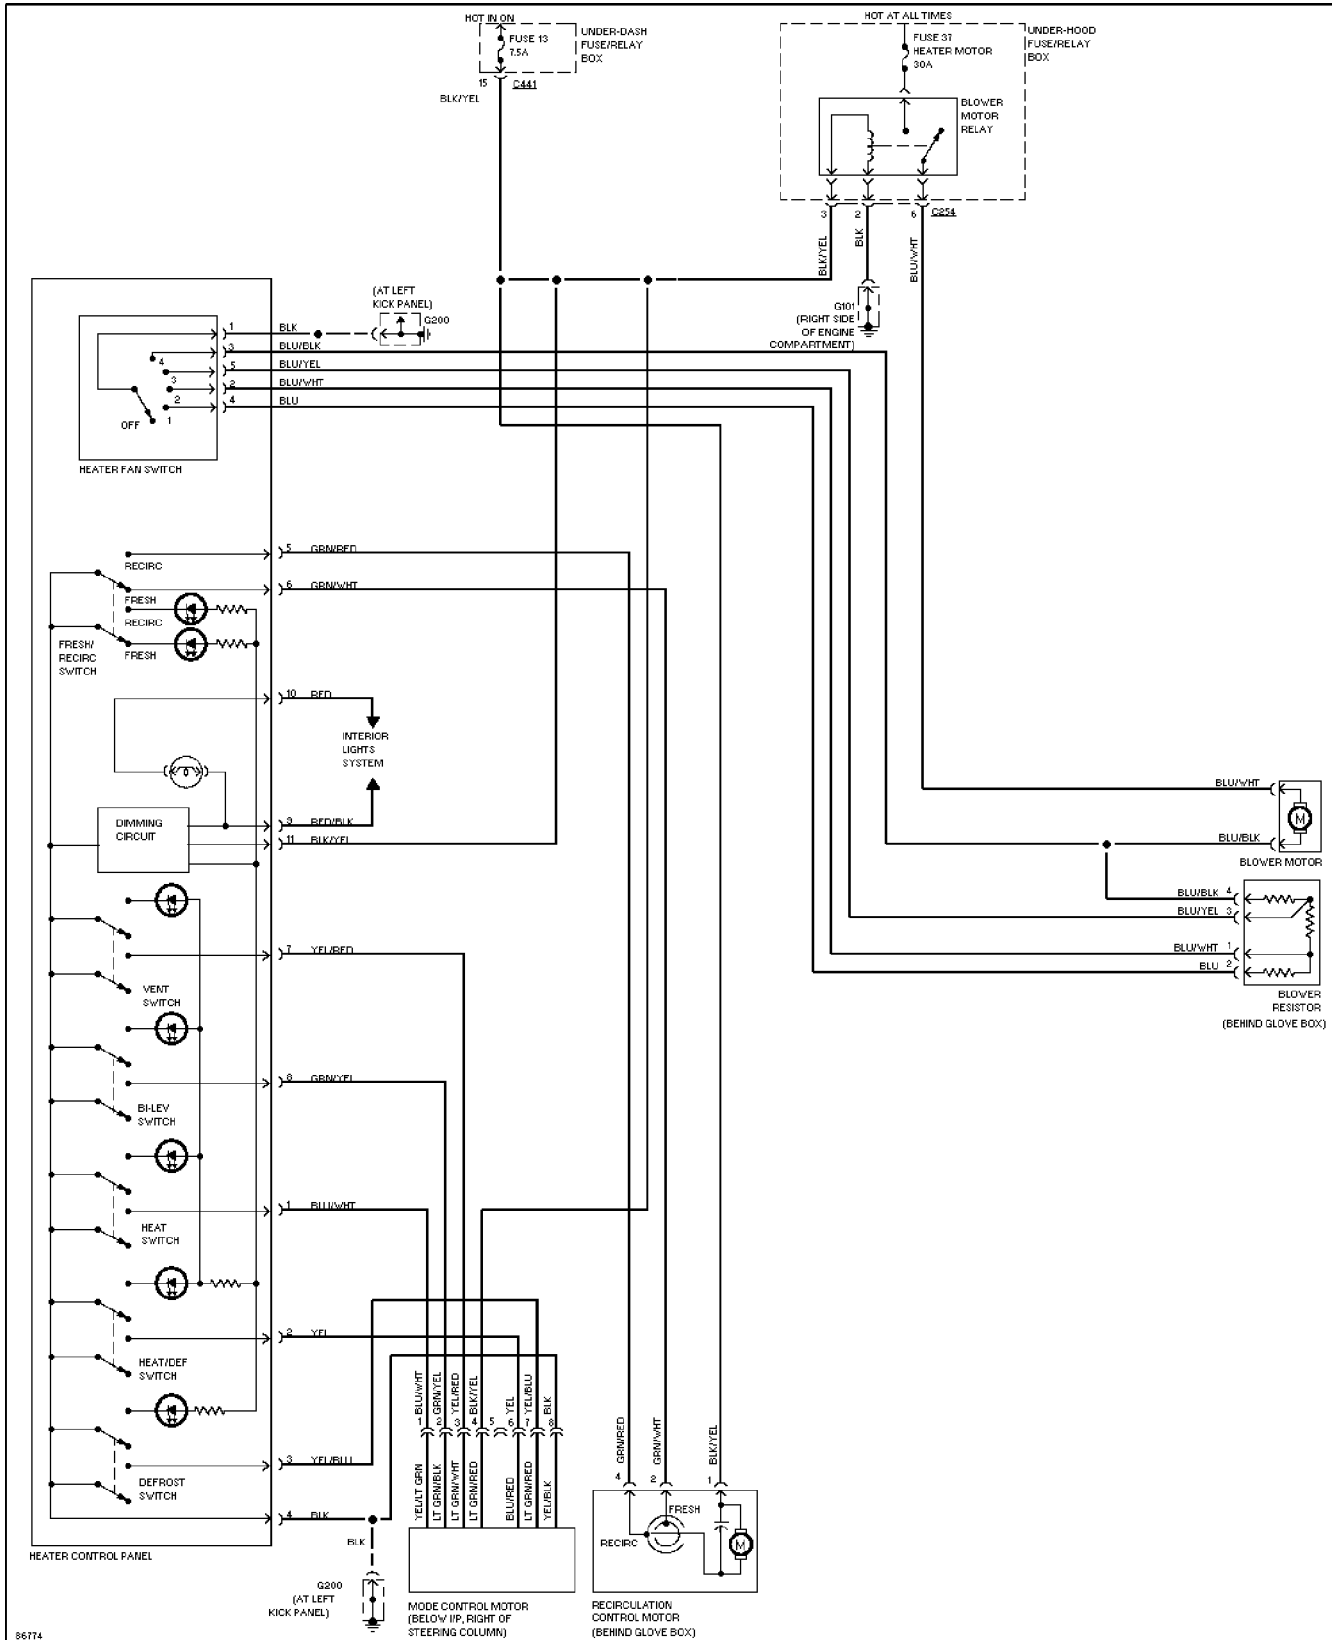 HOT IN ON
FUSE 13
7.5A
UNDER-DASH
FUSE/RELAY
BOX
15
C441
BLK/YEL
HOT AT ALL TIMES
FUSE 37
HEATER MOTOR
30A
UNDER-HOOD
FUSE/RELAY
BOX
BLOWER
MOTOR
RELAY
3
2
6
C254
BLK/YEL
BLK
BLU/WHT
G101
(RIGHT SIDE
OF ENGINE
COMPARTMENT)
(AT LEFT
KICK PANEL)
G200
1
BLK
3
BLU/BLK
5
BLU/YEL
2
BLU/WHT
4
BLU
4
3
2
1
OFF
HEATER FAN SWITCH
5
GRN/RED
RECIRC
6
GRN/WHT
FRESH
RECIRC
FRESH
FRESH/
RECIRC
SWITCH
10
RED
INTERIOR
LIGHTS
SYSTEM
DIMMING
CIRCUIT
9
RED/BLK
11
BLK/YEL
BLU/WHT
M
BLU/BLK
BLOWER MOTOR
BLU/BLK
4
BLU/YEL
3
BLU/WHT
1
BLU
2
BLOWER
RESISTOR
(BEHIND GLOVE BOX)
7
YEL/RED
VENT
SWITCH
8
GRN/YEL
BI-LEV
SWITCH
1
BLU/WHT
HEAT
SWITCH
2
YEL
HEAT/DEF
SWITCH
3
YEL/BLU
DEFROST
SWITCH
4
BLK
HEATER CONTROL PANEL
BLK
G200
(AT LEFT
KICK PANEL)
BLU/WHT
GRN/YEL
YEL/RED
BLK/YEL
YEL
YEL/BLU
BLK
1
2
3
4
5
6
7
8
YEL/LT GRN
LT GRN/BLK
LT GRN/WHT
LT GRN/RED
BLU/RED
LT GRN/RED
YEL/BLK
MODE CONTROL MOTOR
(BELOW I/P, RIGHT OF
STEERING COLUMN)
GRN/RED
GRN/WHT
BLK/YEL
4
2
1
FRESH
RECIRC
M
RECIRCULATION
CONTROL MOTOR
(BEHIND GLOVE BOX)
86774